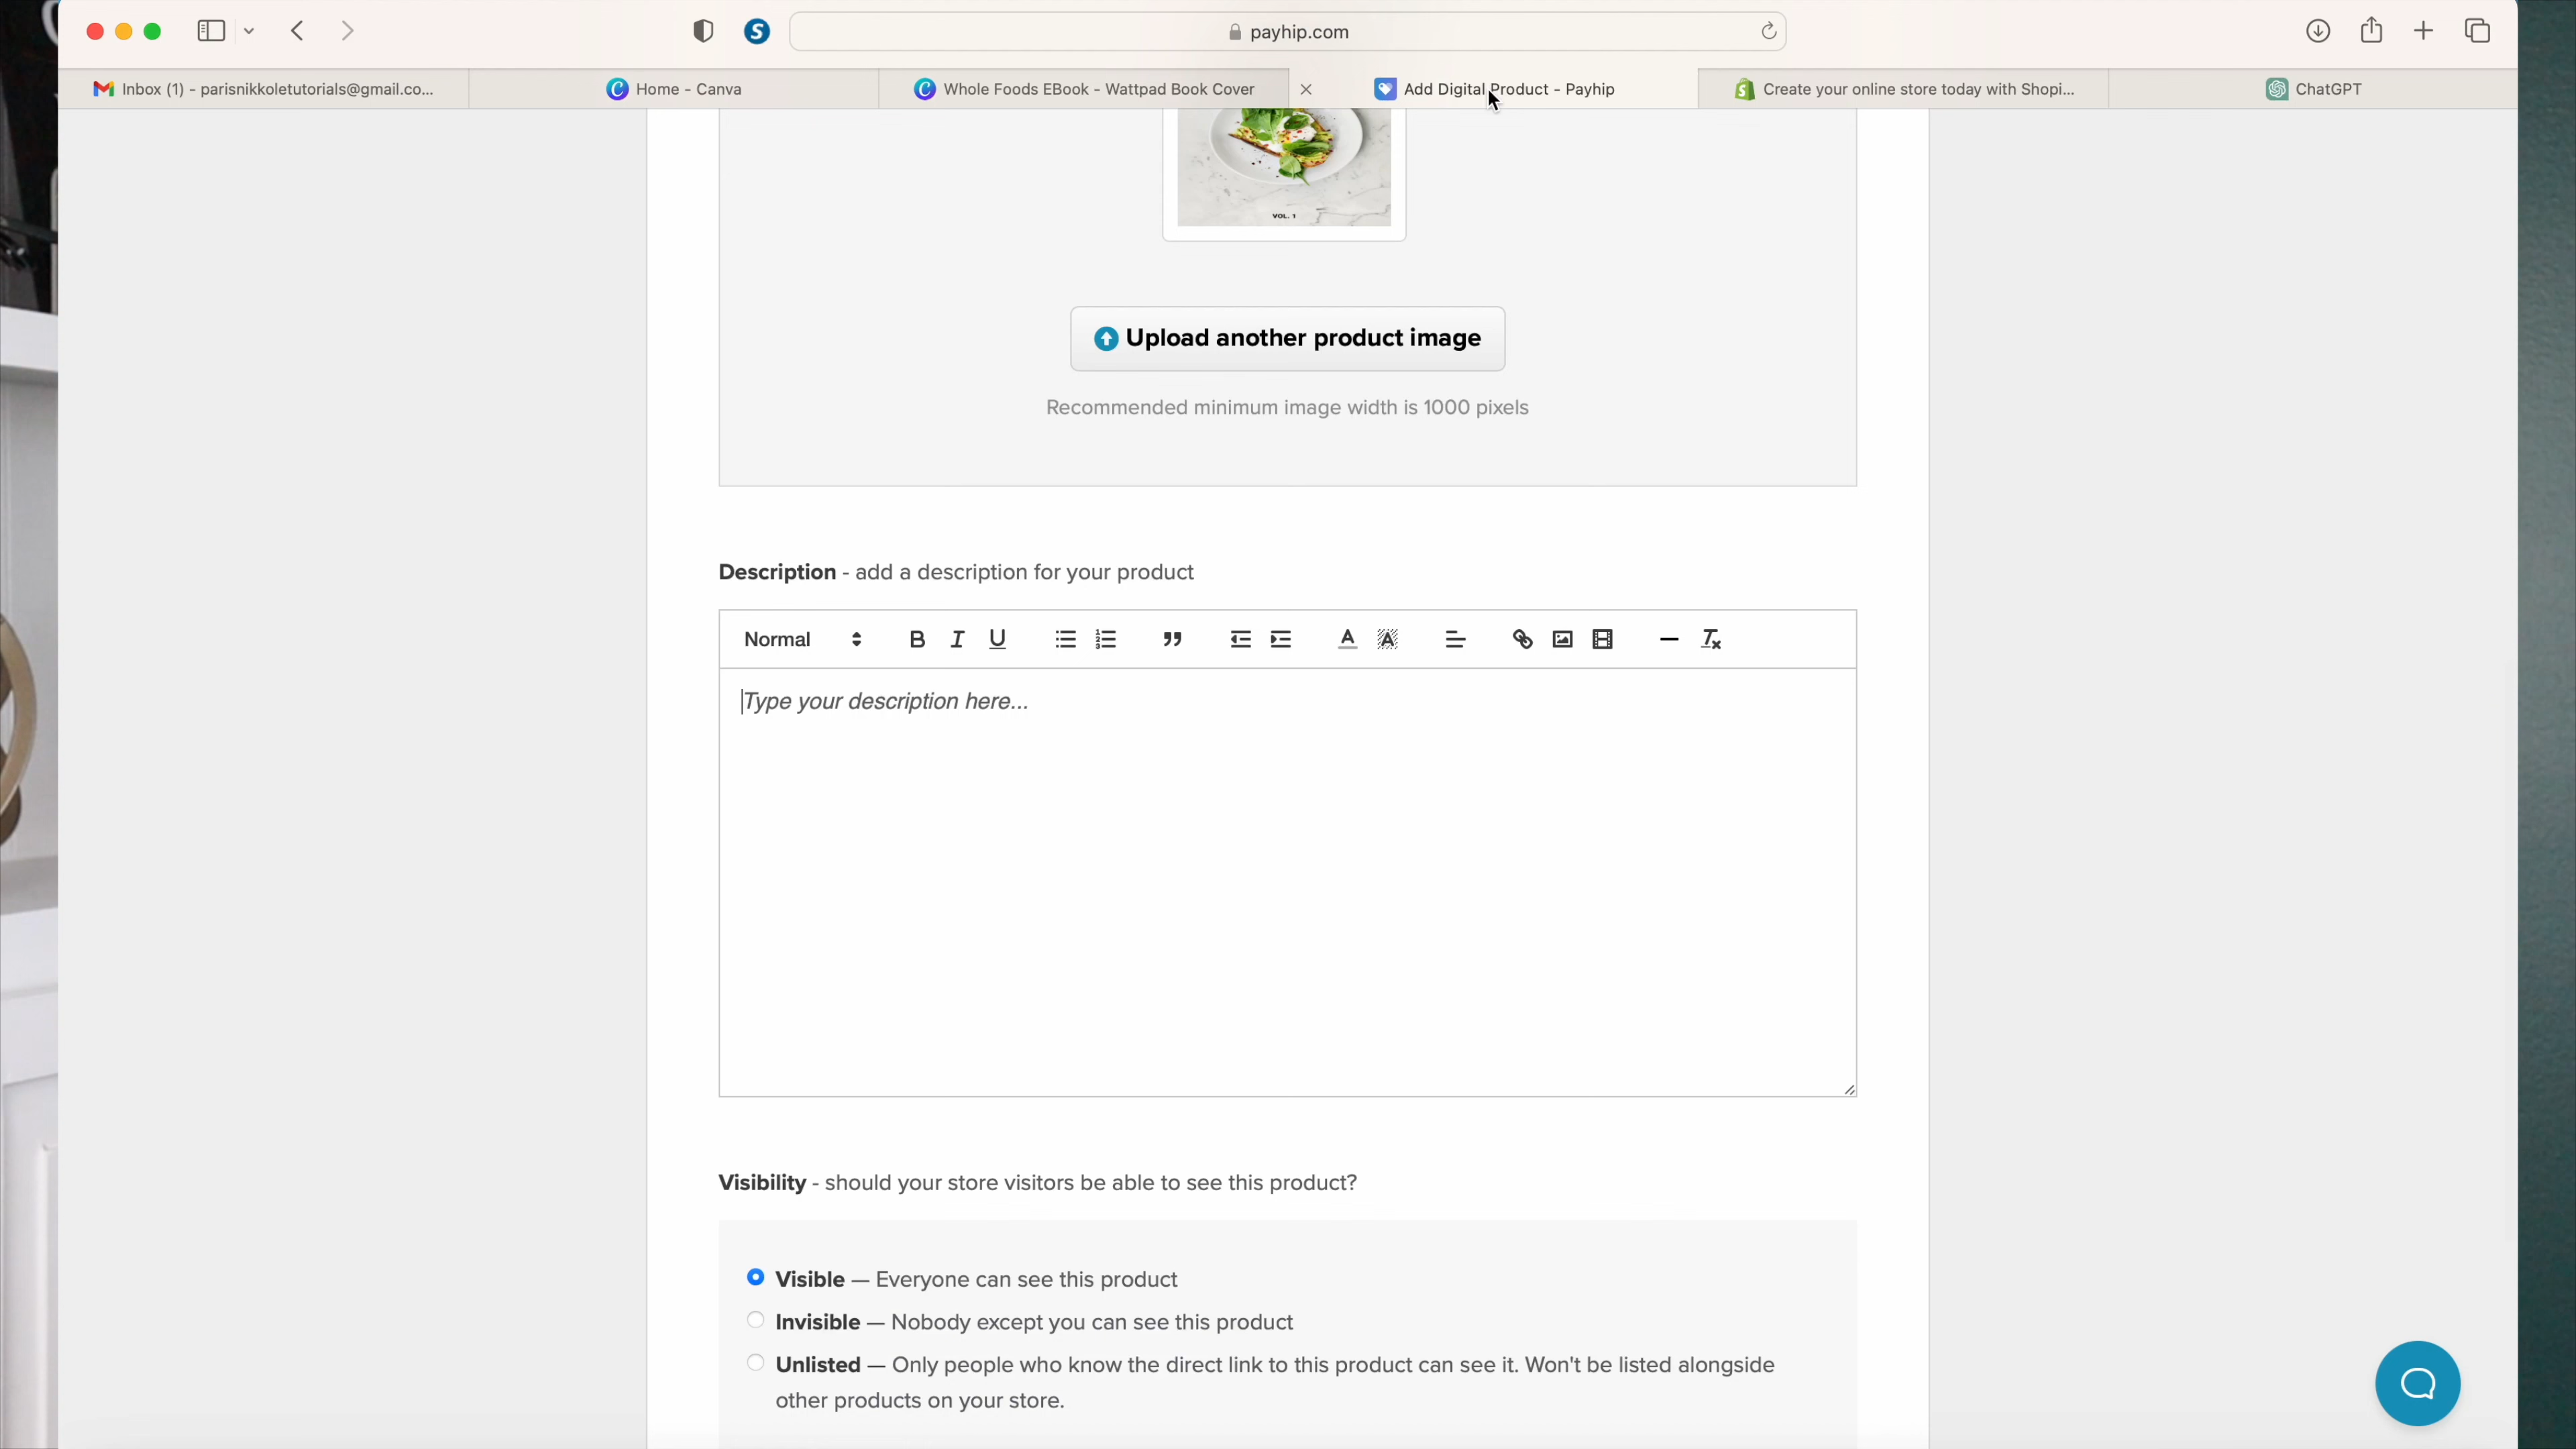 payhip.com
Inbox (1) - parisnikkoletutorials@gmail.co...
Home - Canva
Whole Foods EBook - Wattpad Book Cover
Add Digital Product - Payhip
Create your online store today with Shopi...
ChatGPT
VOL. 1
Upload another product image
Recommended minimum image width is 1000 pixels
Description - add a description for your product
Normal
Type your description here...
Visibility - should your store visitors be able to see this product?
Visible — Everyone can see this product
Invisible — Nobody except you can see this product
Unlisted — Only people who know the direct link to this product can see it. Won't be listed alongside
other products on your store.